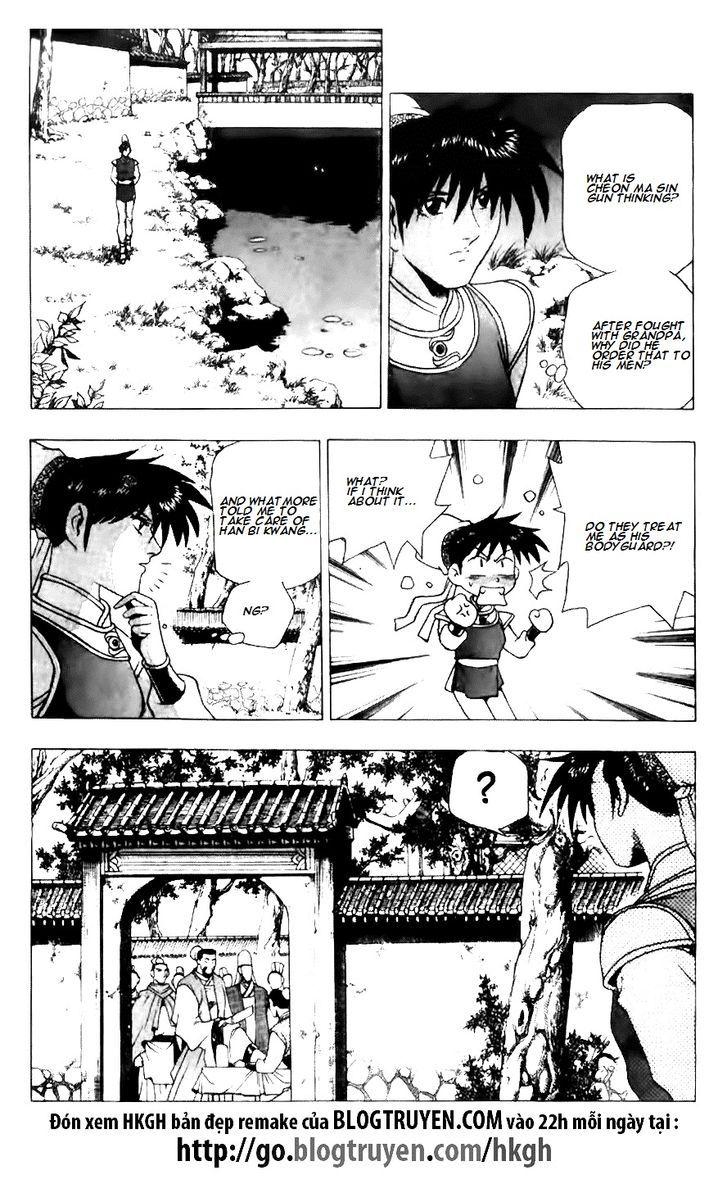 WHAT IS
CHEON MA SIN
GUN THINKING?
AFTER FOUGHT
WITH GRANDPA,
WHY DID HE
ORDER THAT TO
HIS MEN?
AND WHAT MORE
TOLD ME TO
TAKE CARE OF
HAN BI KWANG...
NG?
WHAT?
IF I THINK
ABOUT IT...
DO THEY TREAT
ME AS HIS
BODYGUARD?!
?
Đón xem HKGH bản đẹp remake của BLOGTRUYEN.COM vào 22h mỗi ngày tại :
http://go.blogtruyen.com/hkgh